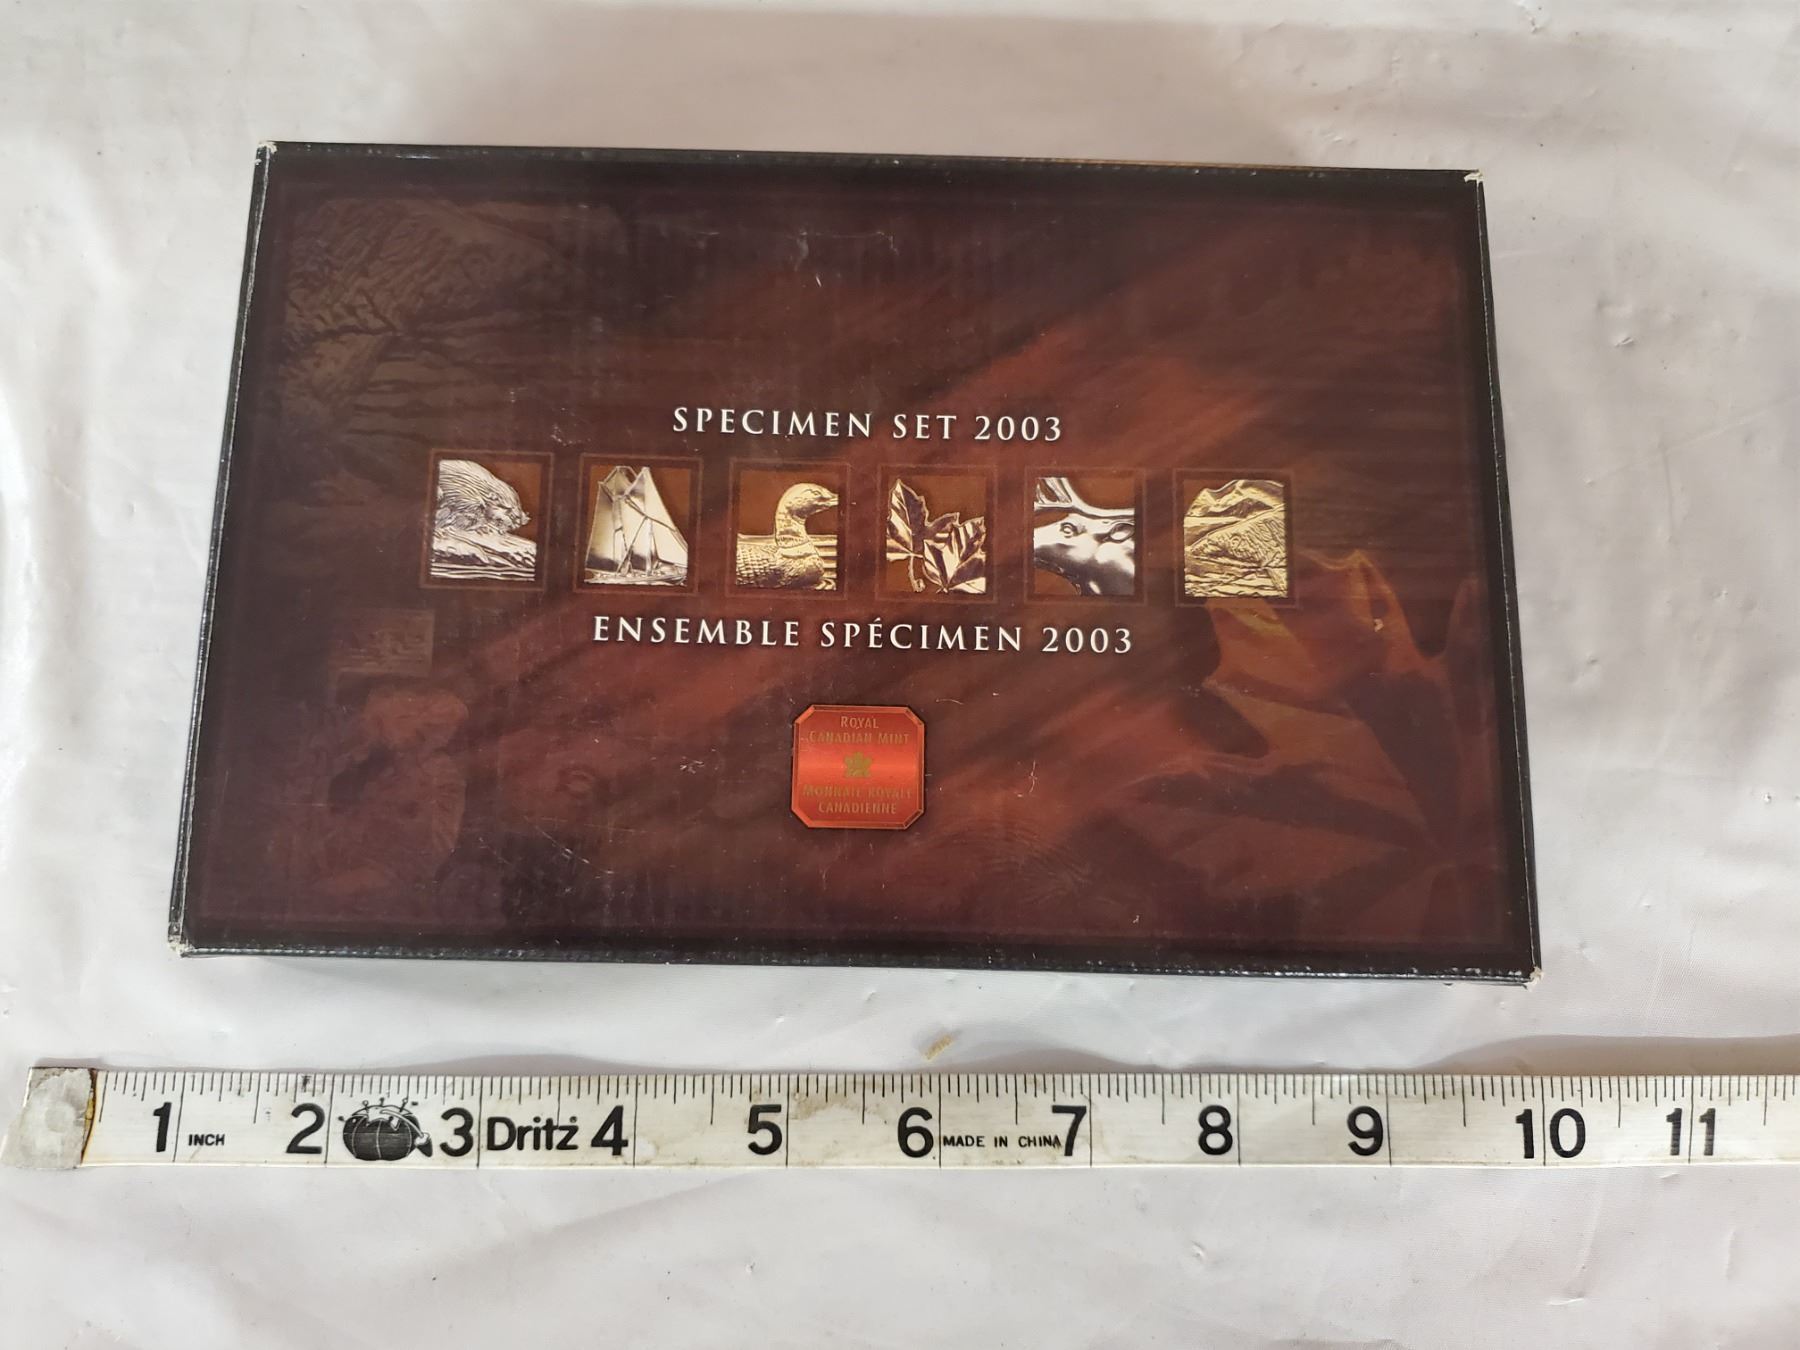 SPECIMEN SET 2003
ENSEMBLE SPÉCIMEN 2003
ROYAL
CANADIAN MINT
MONNAIE ROYALE
CANADIENNE
1 INCH 2 3 Dritz 4 5 6 MADE IN CHINA 7 8 9 10 11